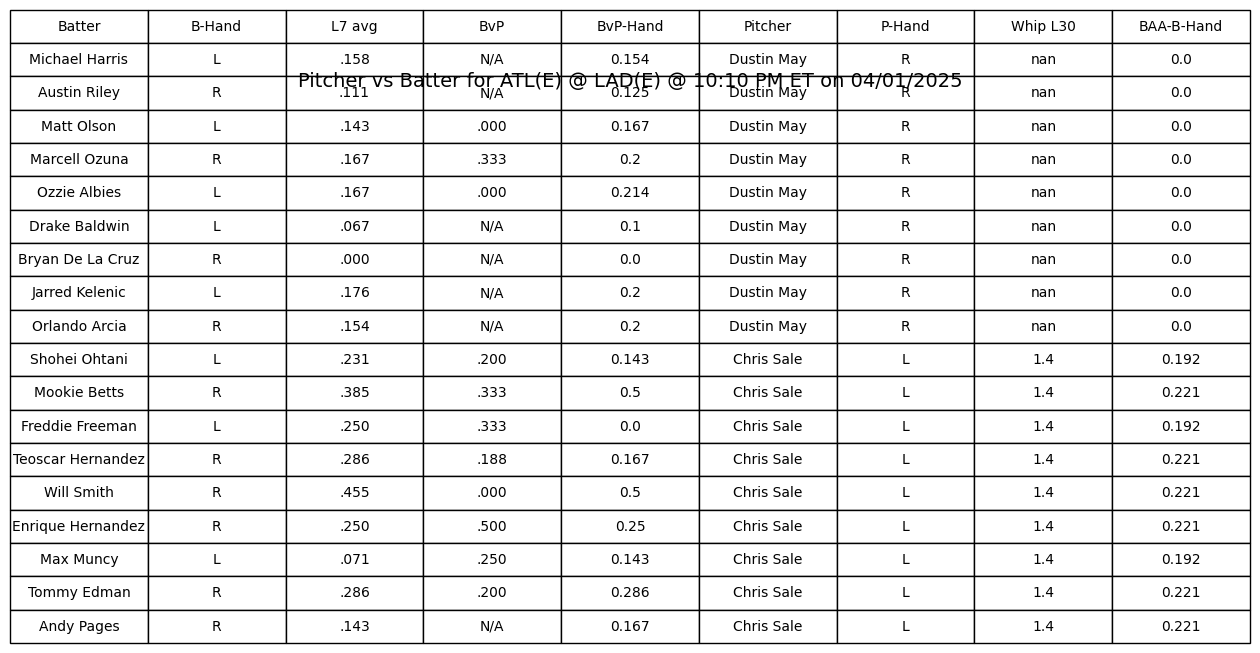 Batter B-Hand L7 avg BvP BvP-Hand Pitcher P-Hand Whip L30 BAA-B-Hand
Michael Harris L .158 N/A 0.154 Dustin May R nan 0.0
Pitcher vs Batter for ATL(E) @ LAD(E) @ 10:10 PM ET on 04/01/2025
Austin Riley R .111 N/A 0.125 Dustin May R nan 0.0
Matt Olson L .143 .000 0.167 Dustin May R nan 0.0
Marcell Ozuna R .167 .333 0.2 Dustin May R nan 0.0
Ozzie Albies L .167 .000 0.214 Dustin May R nan 0.0
Drake Baldwin L .067 N/A 0.1 Dustin May R nan 0.0
Bryan De La Cruz R .000 N/A 0.0 Dustin May R nan 0.0
Jarred Kelenic L .176 N/A 0.2 Dustin May R nan 0.0
Orlando Arcia R .154 N/A 0.2 Dustin May R nan 0.0
Shohei Ohtani L .231 .200 0.143 Chris Sale L 1.4 0.192
Mookie Betts R .385 .333 0.5 Chris Sale L 1.4 0.221
Freddie Freeman L .250 .333 0.0 Chris Sale L 1.4 0.192
Teoscar Hernandez R .286 .188 0.167 Chris Sale L 1.4 0.221
Will Smith R .455 .000 0.5 Chris Sale L 1.4 0.221
Enrique Hernandez R .250 .500 0.25 Chris Sale L 1.4 0.221
Max Muncy L .071 .250 0.143 Chris Sale L 1.4 0.192
Tommy Edman R .286 .200 0.286 Chris Sale L 1.4 0.221
Andy Pages R .143 N/A 0.167 Chris Sale L 1.4 0.221